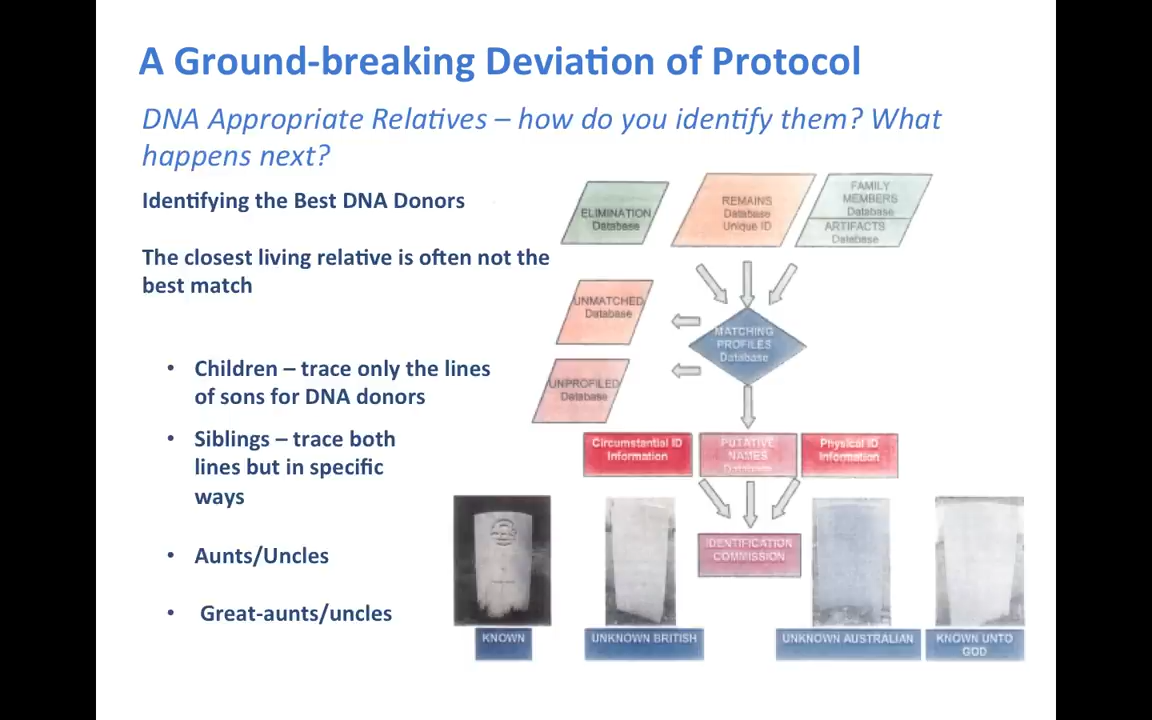 A Ground-breaking Deviation of Protocol
DNA Appropriate Relatives – how do you identify them? What
happens next?
Identifying the Best DNA Donors
The closest living relative is often not the
best match
• Children – trace only the lines
of sons for DNA donors
• Siblings – trace both
lines but in specific
ways
• Aunts/Uncles
• Great-aunts/uncles
ELIMINATION
Database
REMAINS
Database
Unique ID
FAMILY
MEMBERS
Database
ARTIFACTS
Database
UNMATCHED
Database
MATCHING
PROFILES
Database
UNPROFILED
Database
Circumstantial ID
Information
PUTATIVE
NAMES
Database
Physical ID
Information
IDENTIFICATION
COMMISSION
KNOWN
UNKNOWN BRITISH
UNKNOWN AUSTRALIAN
KNOWN UNTO
GOD